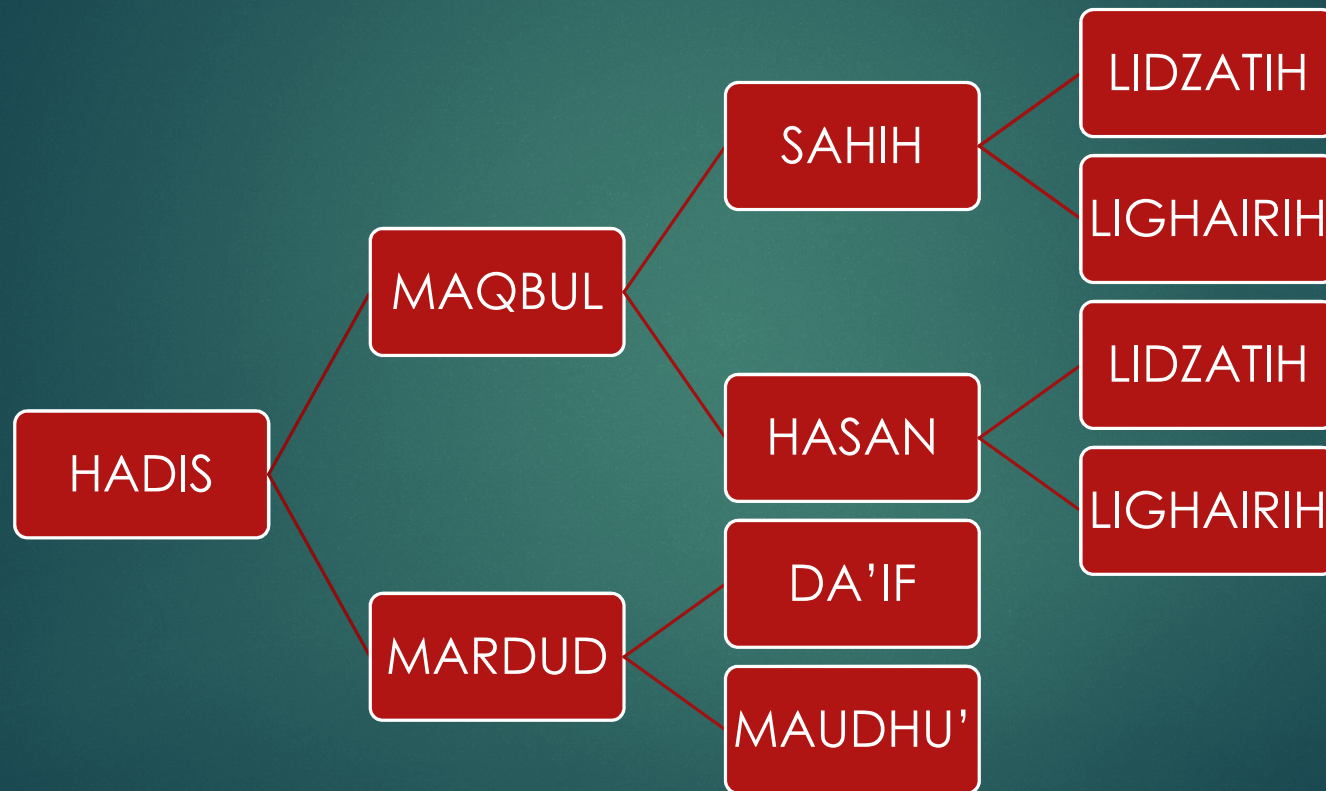 HADIS
MAQBUL
SAHIH
LIDZATIH
LIGHAIRIH
HASAN
LIDZATIH
LIGHAIRIH
MARDUD
DA’IF
MAUDHU’